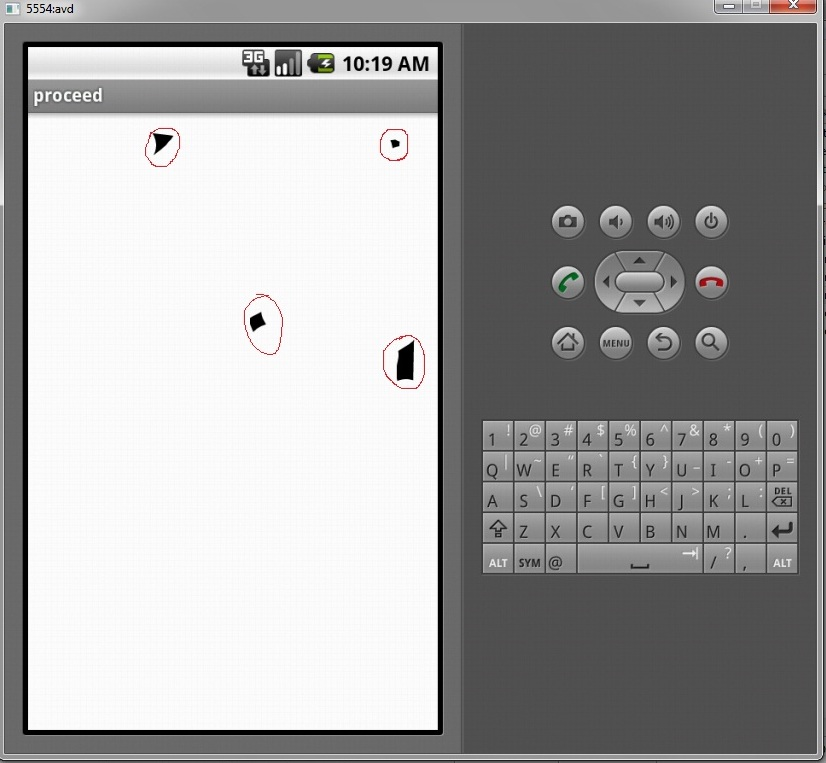 5554:avd
3G 10:19 AM
proceed
MENU
1 ! 2 @ 3 # 4 $ 5 % 6 ^ 7 & 8 * 9 ( 0 )
Q | W ~ E " R ` T { Y } U _ I - O + P =
A S \ D ' F [ G ] H < J > K ; L : DEL
Z X C V B N M .
ALT SYM @ / ? , ALT